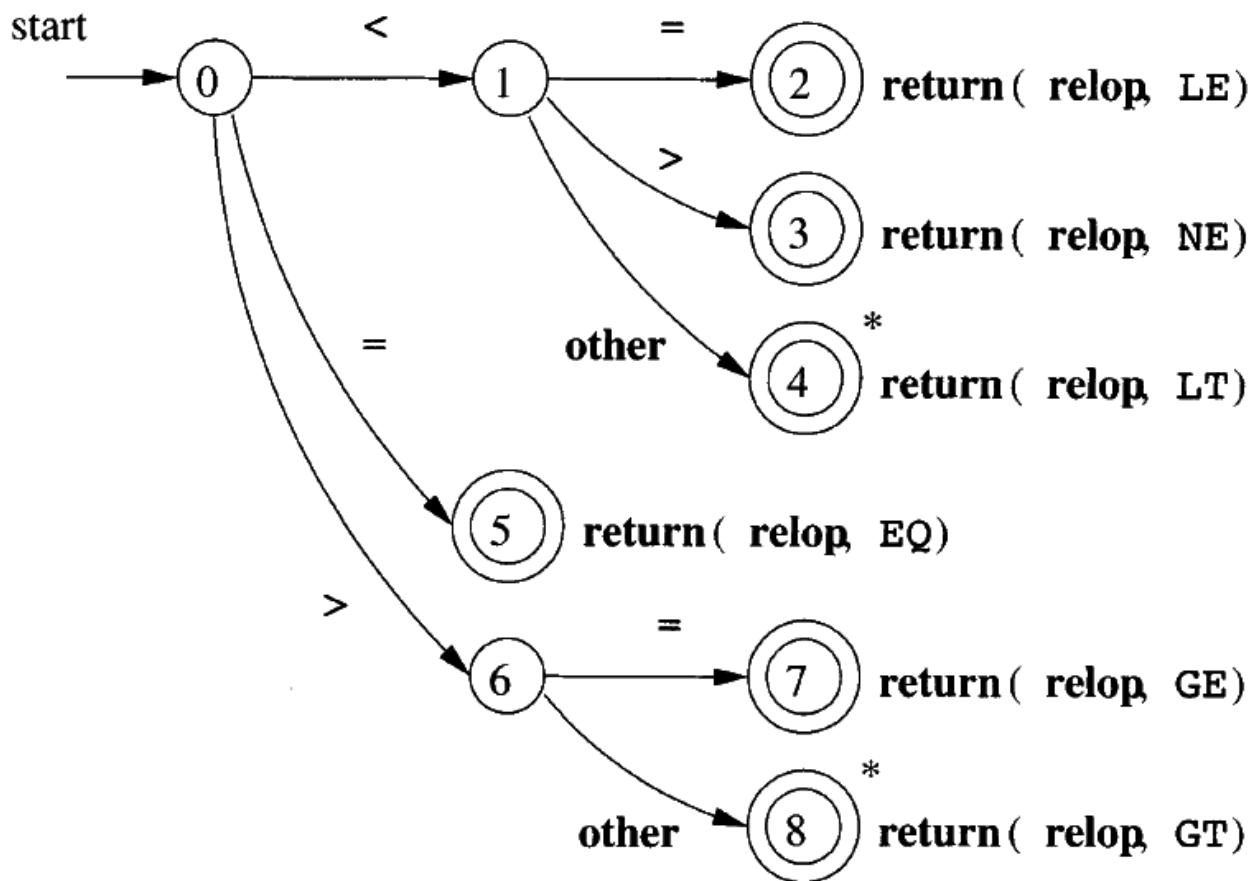 start
<
=
0
1
2
return ( relop, LE)
>
3
return ( relop, NE)
*
=
other
4
return ( relop, LT)
5
return ( relop, EQ)
>
=
6
7
return ( relop, GE)
*
other
8
return ( relop, GT)